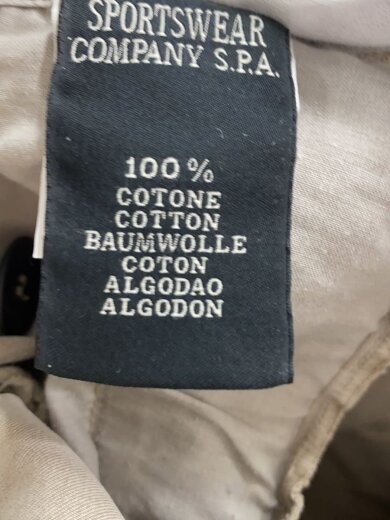 SPORTSWEAR
COMPANY S.P.A.
100 %
COTONE
COTTON
BAUMWOLLE
COTON
ALGODAO
ALGODON